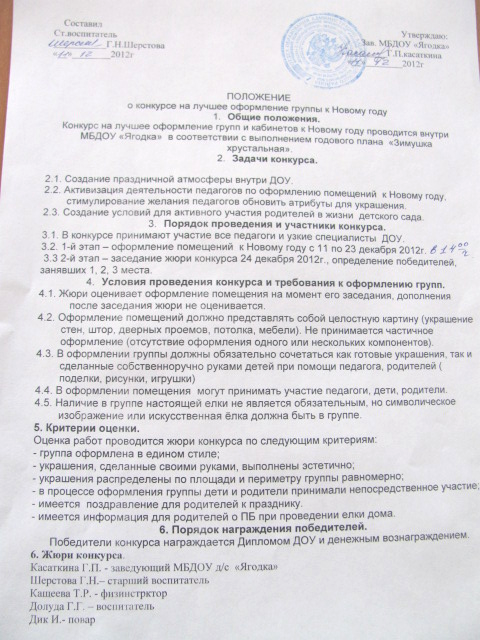 Составил
Ст.воспитатель
Г.Н.Шерстова
«11» 12 2012г
Утверждаю:
Зав. МБДОУ «Ягодка»
Г.П.касаткина
2012г
ПОЛОЖЕНИЕ
о конкурсе на лучшее оформление группы к Новому году
1. Общие положения.
Конкурс на лучшее оформление групп и кабинетов к Новому году проводится внутри
МБДОУ «Ягодка» в соответствии с выполнением годового плана «Зимушка
хрустальная».
2. Задачи конкурса.
2.1. Создание праздничной атмосферы внутри ДОУ.
2.2. Активизация деятельности педагогов по оформлению помещений к Новому году,
стимулирование желания педагогов обновить атрибуты для украшения.
2.3. Создание условий для активного участия родителей в жизни детского сада.
3. Порядок проведения и участники конкурса.
3.1. В конкурсе принимают участие все педагоги и узкие специалисты ДОУ.
3.2. 1-й этап – оформление помещений к Новому году с 11 по 23 декабря 2012г. в 14 00
3.3 2-й этап – заседание жюри конкурса 24 декабря 2012г., определение победителей,
занявших 1, 2, 3 места.
4. Условия проведения конкурса и требования к оформлению групп.
4.1. Жюри оценивает оформление помещения на момент его заседания, дополнения
после заседания жюри не оценивается.
4.2. Оформление помещений должно представлять собой целостную картину (украшение
стен, штор, дверных проемов, потолка, мебели). Не принимается частичное
оформление (отсутствие оформления одного или нескольких компонентов).
4.3. В оформлении группы должны обязательно сочетаться как готовые украшения, так и
сделанные собственноручно руками детей при помощи педагога, родителей (
поделки, рисунки, игрушки)
4.4. В оформлении помещения могут принимать участие педагоги, дети, родители.
4.5. Наличие в группе настоящей елки не является обязательным, но символическое
изображение или искусственная ёлка должна быть в группе.
5. Критерии оценки.
Оценка работ проводится жюри конкурса по следующим критериям:
- группа оформлена в едином стиле;
- украшения, сделанные своими руками, выполнены эстетично;
- украшения распределены по площади и периметру группы равномерно;
- в процессе оформления группы дети и родители принимали непосредственное участие;
- имеется поздравление для родителей к празднику.
- имеется информация для родителей о ПБ при проведении елки дома.
6. Порядок награждения победителей.
Победители конкурса награждается Дипломом ДОУ и денежным вознаграждением.
6. Жюри конкурса.
Касаткина Г.П. - заведующий МБДОУ д/с «Ягодка»
Шерстова Г.Н.– старший воспитатель
Кащеева Т.Р. - физинстрктор
Долуда Г.Г. – воспитатель
Дик И.- повар